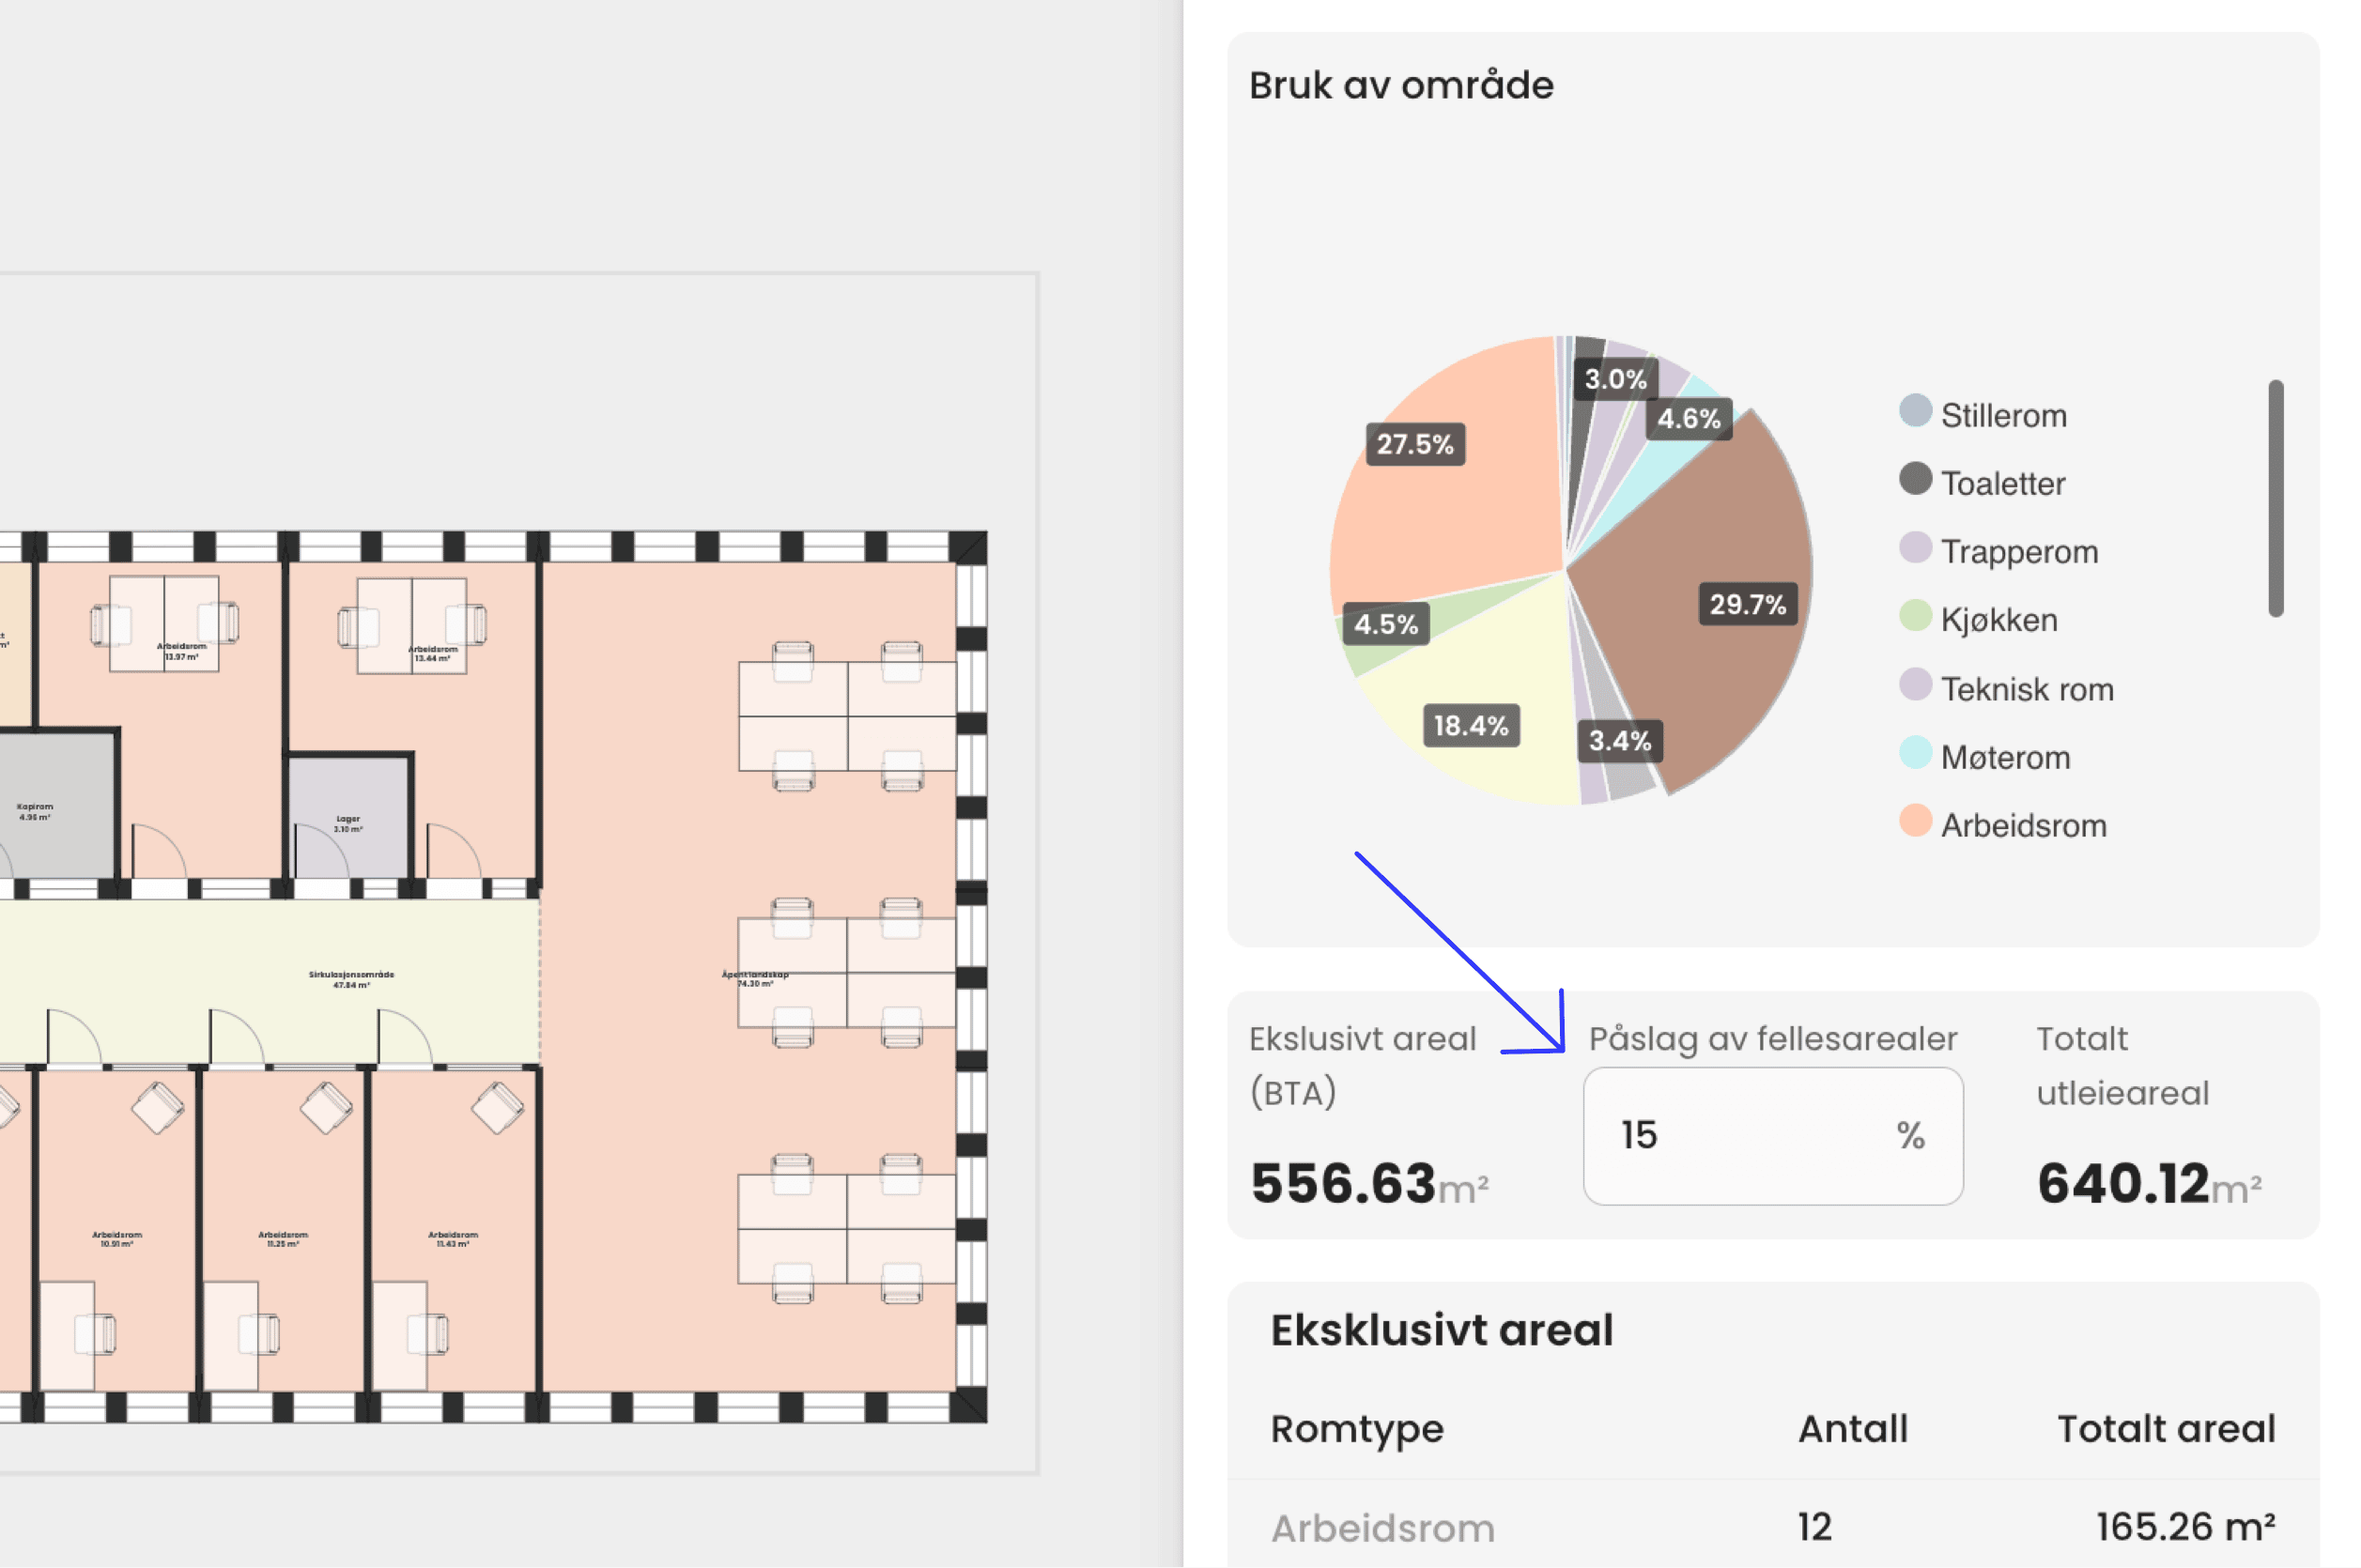 Bruk av område
3.0%
4.6%
27.5%
29.7%
4.5%
18.4%
3.4%
Stillerom
Toaletter
Trapperom
Kjøkken
Teknisk rom
Møterom
Arbeidsrom
Arbeidsrom
13.97 m²
Arbeidsrom
13.44 m²
Kopirom
4.96 m²
Lager
3.10 m²
Sirkulasjonsområde
47.84 m²
Åpent landskap
74.30 m²
Arbeidsrom
10.91 m²
Arbeidsrom
11.25 m²
Arbeidsrom
11.43 m²
Ekslusivt areal
(BTA)
556.63m²
Påslag av fellesarealer
15 %
Totalt
utleieareal
640.12m²
Eksklusivt areal
Romtype Antall Totalt areal
Arbeidsrom 12 165.26 m²